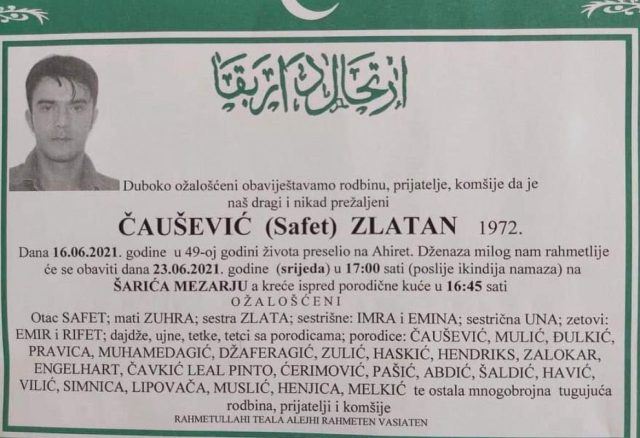 ارتحال دار بقا
Duboko ožalošćeni obaviještavamo rodbinu, prijatelje, komšije da je
naš dragi i nikad prežaljeni
ČAUŠEVIĆ (Safet) ZLATAN 1972.
Dana 16.06.2021. godine u 49-oj godini života preselio na Ahiret. Dženaza milog nam rahmetlije
će se obaviti dana 23.06.2021. godine (srijeda) u 17:00 sati (poslije ikindija namaza) na
ŠARIĆA MEZARJU a kreće ispred porodične kuće u 16:45 sati
OŽALOŠĆENI
Otac SAFET; mati ZUHRA; sestra ZLATA; sestrišne: IMRA i EMINA; sestrična UNA; zetovi:
EMIR i RIFET; dajdže, ujne, tetke, tetci sa porodicama; porodice: ČAUŠEVIĆ, MULIĆ, ĐULKIĆ,
PRAVICA, MUHAMEDAGIĆ, DŽAFERAGIĆ, ZULIĆ, HASKIĆ, HENDRIKS, ZALOKAR,
ENGELHART, ČAVKIĆ LEAL PINTO, ĆERIMOVIĆ, PAŠIĆ, ABDIĆ, ŠALDIĆ, HAVIĆ,
VILIĆ, SIMNICA, LIPOVAČA, MUSLIĆ, HENJICA, MELKIĆ te ostala mnogobrojna tugujuća
rodbina, prijatelji i komšije
RAHMETULLAHI TEALA ALEJHI RAHMETEN VASIATEN